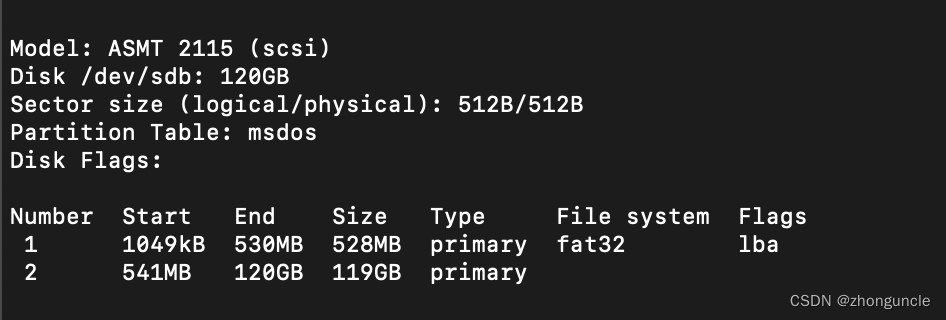 Model: ASMT 2115 (scsi)
Disk /dev/sdb: 120GB
Sector size (logical/physical): 512B/512B
Partition Table: msdos
Disk Flags:
Number  Start   End    Size   Type     File system  Flags
 1      1049kB  530MB  528MB  primary  fat32        lba
 2      541MB   120GB  119GB  primary
CSDN @zhonguncle